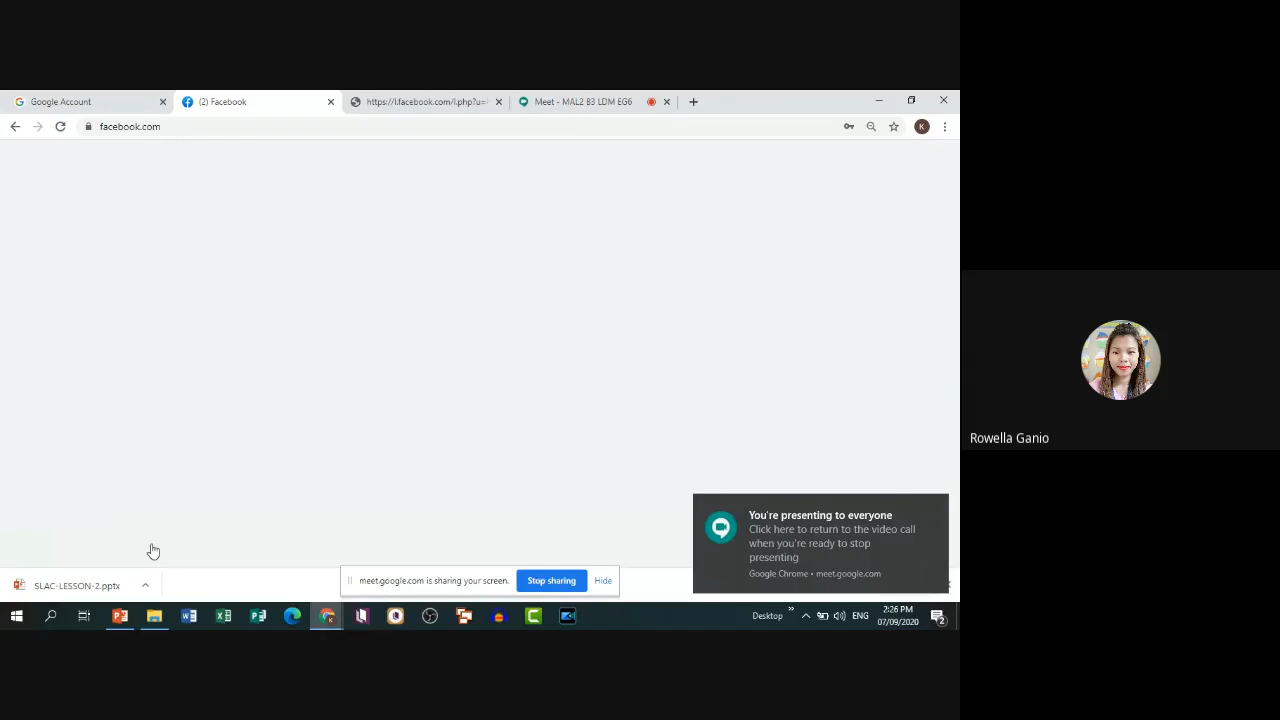 Google Account
(2) Facebook
https://l.facebook.com/l.php?u=
Meet - MAL2 B3 LDM EG6
facebook.com
K
Rowella Ganio
You're presenting to everyone
Click here to return to the video call
when you're ready to stop
presenting
Google Chrome • meet.google.com
SLAC-LESSON-2.pptx
meet.google.com is sharing your screen.
Stop sharing
Hide
Desktop
ENG
2:26 PM
07/09/2020
2